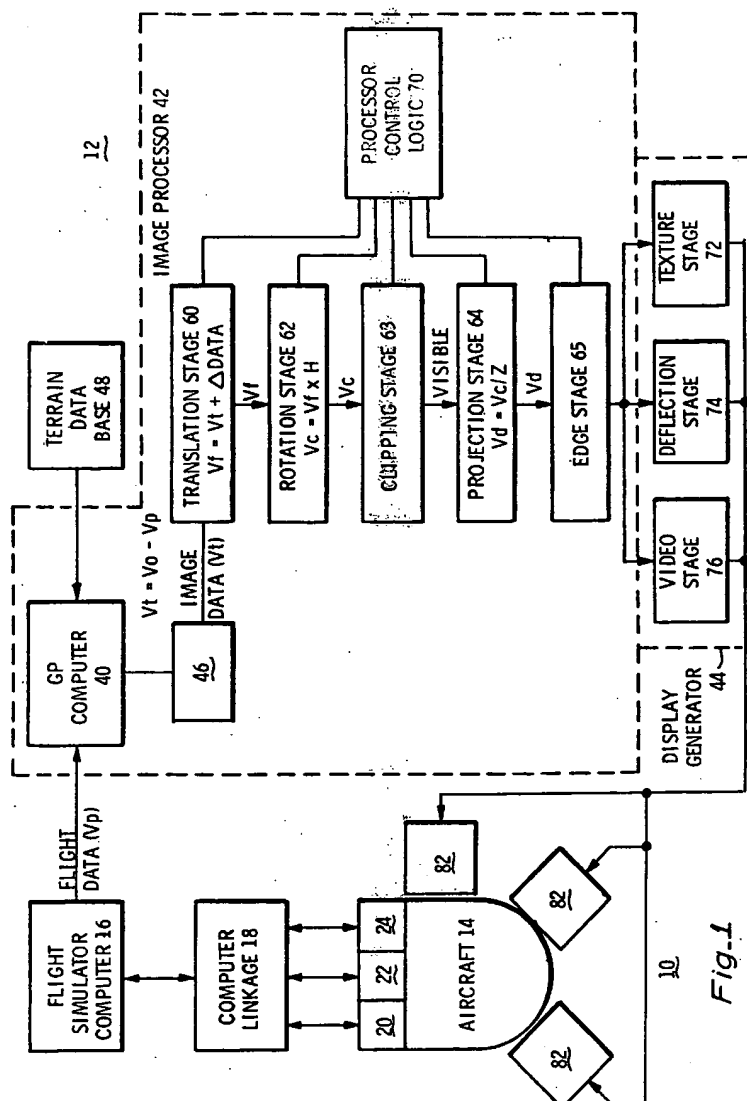 FLIGHT
SIMULATOR
COMPUTER 16
FLIGHT
DATA (Vp)
GP
COMPUTER
40
TERRAIN
DATA
BASE 48
12
COMPUTER
LINKAGE 18
20
22
24
AIRCRAFT 14
82
82
82
10
Vt = Vo - Vp
46
IMAGE
DATA (Vt)
IMAGE PROCESSOR 42
TRANSLATION STAGE 60
Vf = Vt + ΔDATA
Vf
ROTATION STAGE 62
Vc = Vf x H
Vc
CLIPPING STAGE 63
VISIBLE
PROJECTION STAGE 64
Vd = Vc/Z
Vd
EDGE STAGE 65
PROCESSOR
CONTROL
LOGIC 70
DISPLAY
GENERATOR
44
VIDEO
STAGE
76
DEFLECTION
STAGE
74
TEXTURE
STAGE
72
Fig-1